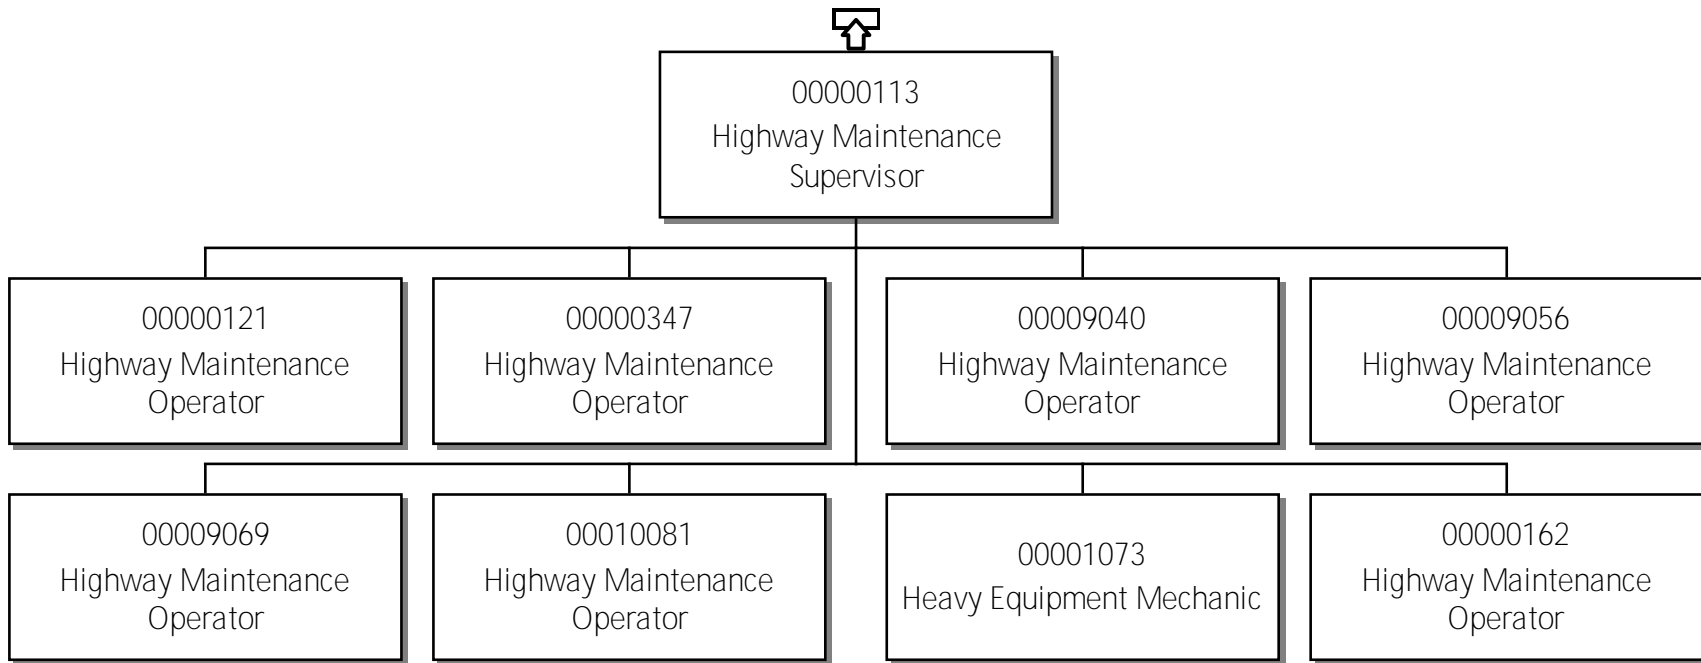 00000113
Highway Maintenance
Supervisor
00000121
Highway Maintenance
Operator
00000347
Highway Maintenance
Operator
00009040
Highway Maintenance
Operator
00009056
Highway Maintenance
Operator
00009069
Highway Maintenance
Operator
00010081
Highway Maintenance
Operator
00001073
Heavy Equipment Mechanic
00000162
Highway Maintenance
Operator